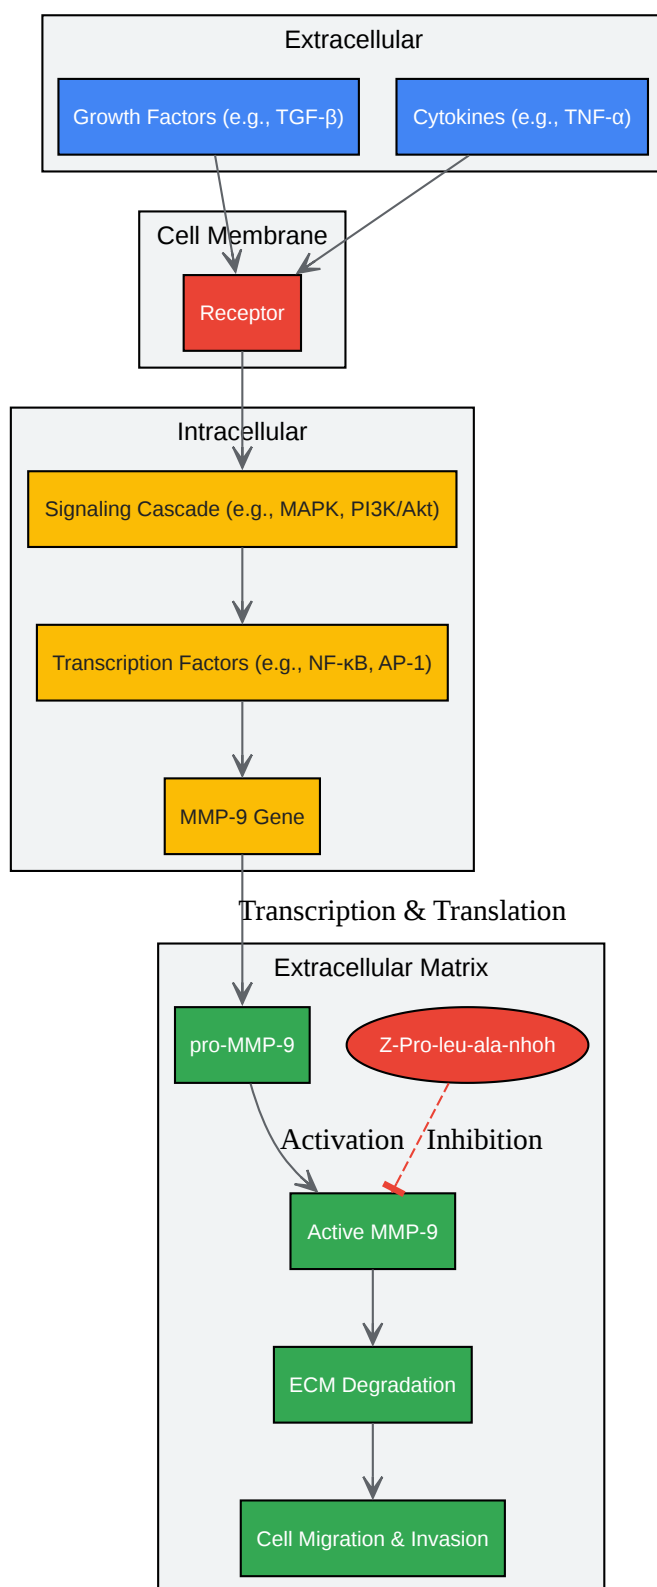 Extracellular
Growth Factors (e.g., TGF-β)
Cytokines (e.g., TNF-α)
Cell Membrane
Receptor
Intracellular
Signaling Cascade (e.g., MAPK, PI3K/Akt)
Transcription Factors (e.g., NF-κB, AP-1)
MMP-9 Gene
Transcription & Translation
Extracellular Matrix
pro-MMP-9
Z-Pro-leu-ala-nhoh
Activation
Inhibition
Active MMP-9
ECM Degradation
Cell Migration & Invasion